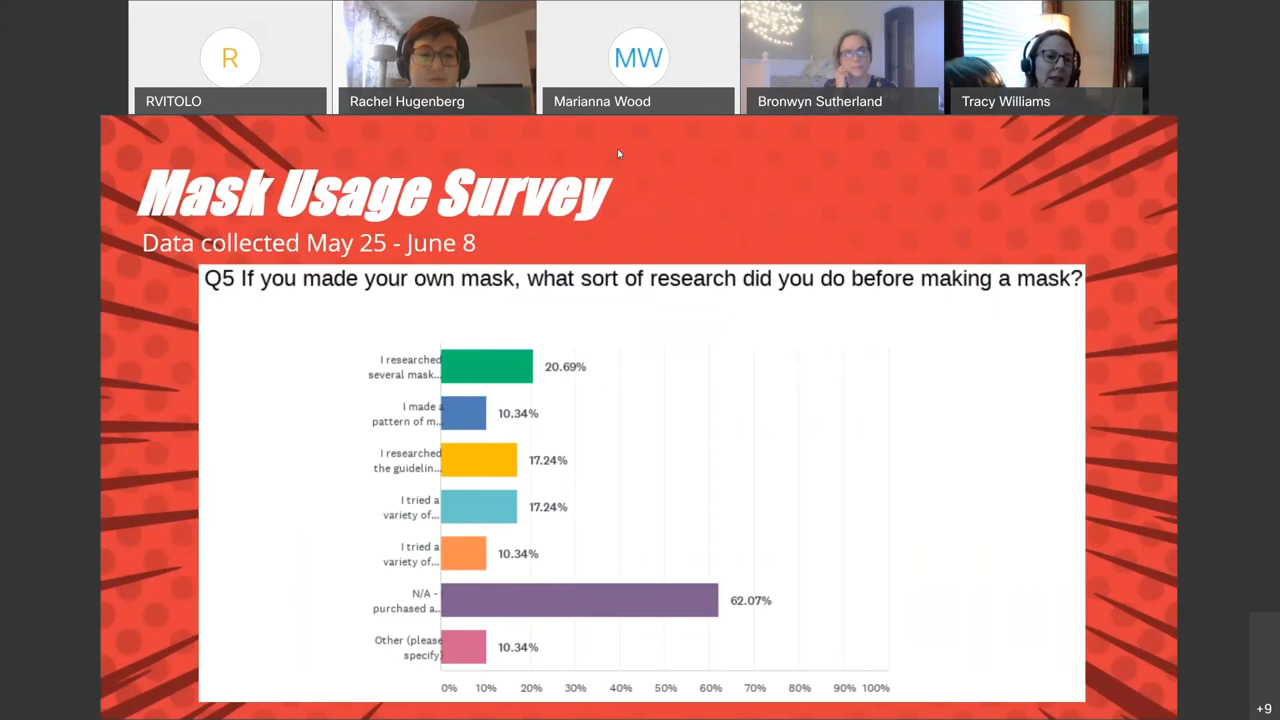 R
MW
RVITOLO
Rachel Hugenberg
Marianna Wood
Bronwyn Sutherland
Tracy Williams
Mask Usage Survey
Data collected May 25 - June 8
Q5 If you made your own mask, what sort of research did you do before making a mask?
I researched
several mask...
20.69%
I made a
pattern of m...
10.34%
I researched
the guidelin...
17.24%
I tried a
variety of...
17.24%
I tried a
variety of...
10.34%
N/A -
purchased a..
62.07%
Other (please
specify)
10.34%
0% 10% 20% 30% 40% 50% 60% 70% 80% 90% 100%
+9